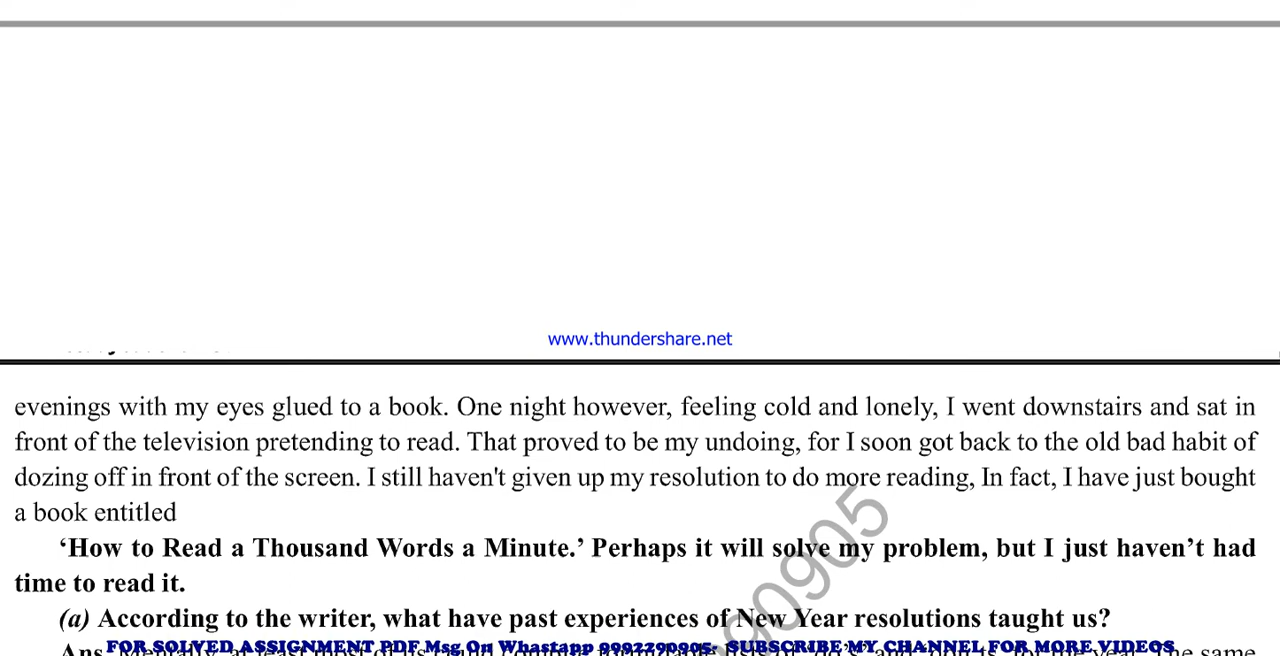 www.thundershare.net
evenings with my eyes glued to a book. One night however, feeling cold and lonely, I went downstairs and sat in
front of the television pretending to read. That proved to be my undoing, for I soon got back to the old bad habit of
dozing off in front of the screen. I still haven't given up my resolution to do more reading, In fact, I have just bought
a book entitled
‘How to Read a Thousand Words a Minute.’ Perhaps it will solve my problem, but I just haven’t had
time to read it.
(a) According to the writer, what have past experiences of New Year resolutions taught us?
FOR SOLVED ASSIGNMENT PDF Msg On Whastapp 9992290905- SUBSCRIBE MY CHANNEL FOR MORE VIDEOS
Ans the same